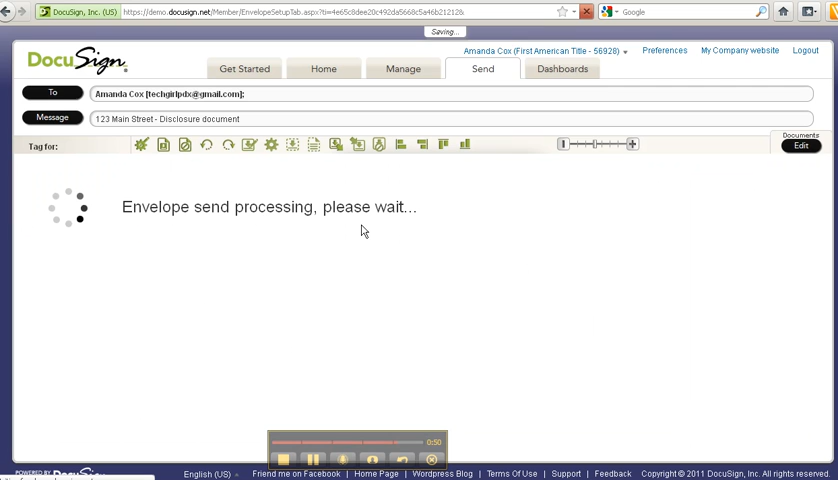 DocuSign, Inc. (US)
https://demo.docusign.net/Member/EnvelopeSetupTab.aspx?ti=4e65c8dee20c492da5668c5a46b21212&
Google
Saving...
DocuSign.
Amanda Cox (First American Title - 56928)
Preferences
My Company website
Logout
Get Started
Home
Manage
Send
Dashboards
To
Amanda Cox [techgirlpdx@gmail.com];
Message
123 Main Street - Disclosure document
Tag for:
Documents
Edit
Envelope send processing, please wait...
0:50
POWERED BY
DocuSign
English (US)
Friend me on Facebook | Home Page | Wordpress Blog | Terms Of Use | Support | Feedback
Copyright © 2011 DocuSign, Inc. All rights reserved.